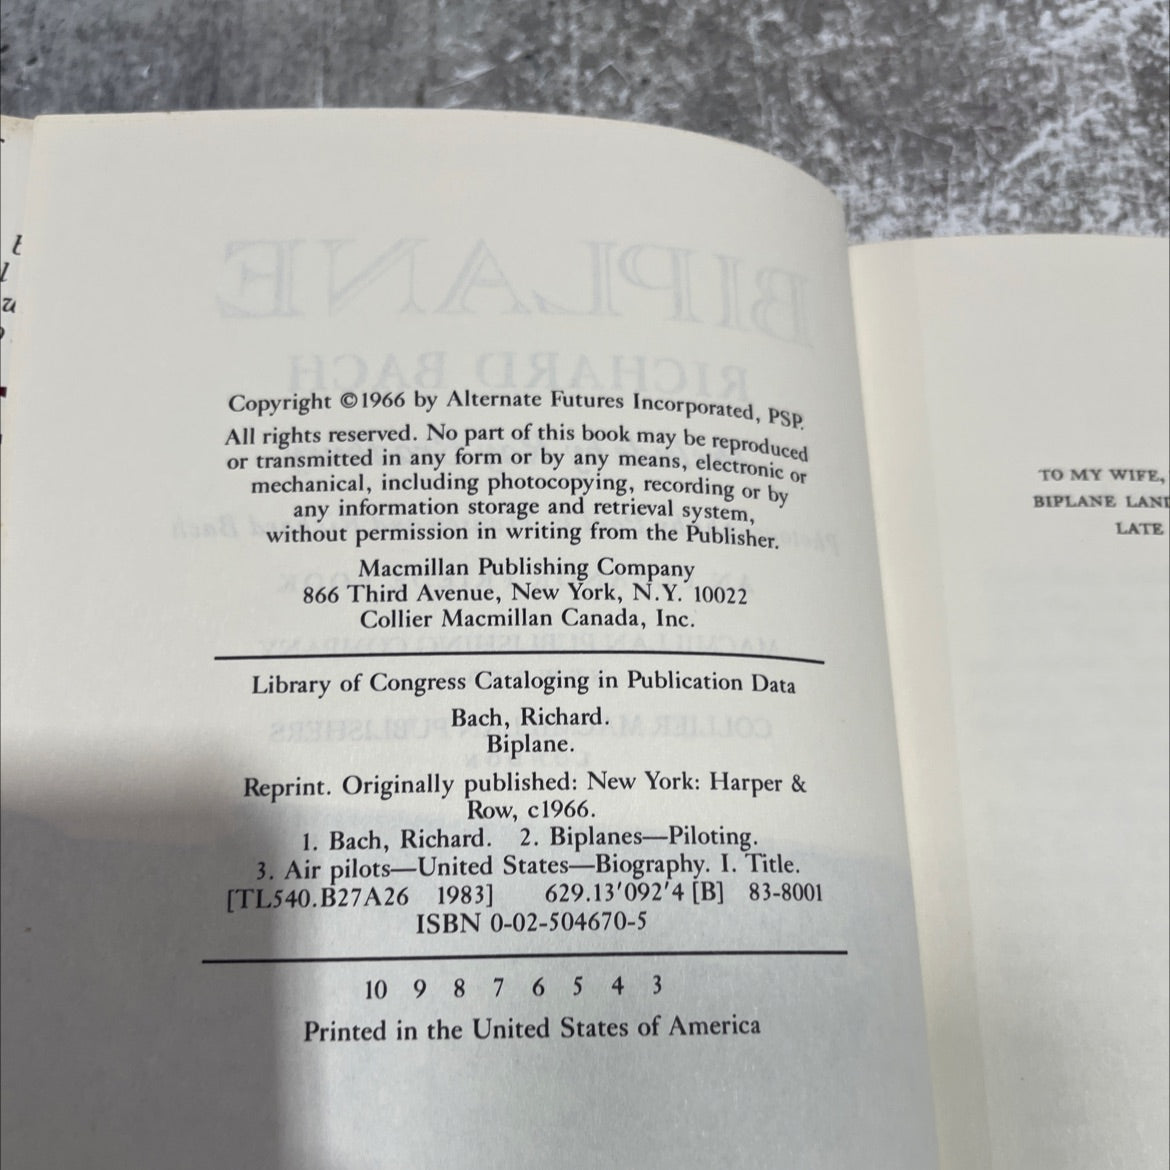 BIPLANE
RICHARD BACH
Copyright ©1966 by Alternate Futures Incorporated, PSP.
All rights reserved. No part of this book may be reproduced
or transmitted in any form or by any means, electronic or
mechanical, including photocopying, recording or by
any information storage and retrieval system,
without permission in writing from the Publisher.
Macmillan Publishing Company
866 Third Avenue, New York, N.Y. 10022
Collier Macmillan Canada, Inc.
Library of Congress Cataloging in Publication Data
Bach, Richard.
Biplane.
Reprint. Originally published: New York: Harper &
Row, c1966.
1. Bach, Richard. 2. Biplanes—Piloting.
3. Air pilots—United States—Biography. I. Title.
[TL540.B27A26 1983] 629.13'092'4 [B] 83-8001
ISBN 0-02-504670-5
10 9 8 7 6 5 4 3
Printed in the United States of America
TO MY WIFE,
BIPLANE LAND
LATE